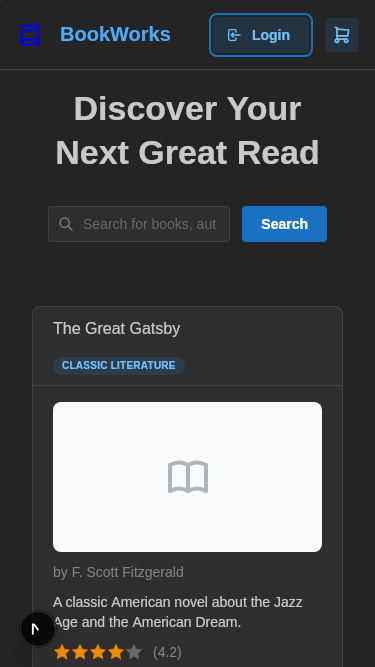 BookWorks
Login
Discover Your
Next Great Read
Search for books, aut
Search
The Great Gatsby
CLASSIC LITERATURE
by F. Scott Fitzgerald
A classic American novel about the Jazz
Age and the American Dream.
(4.2)